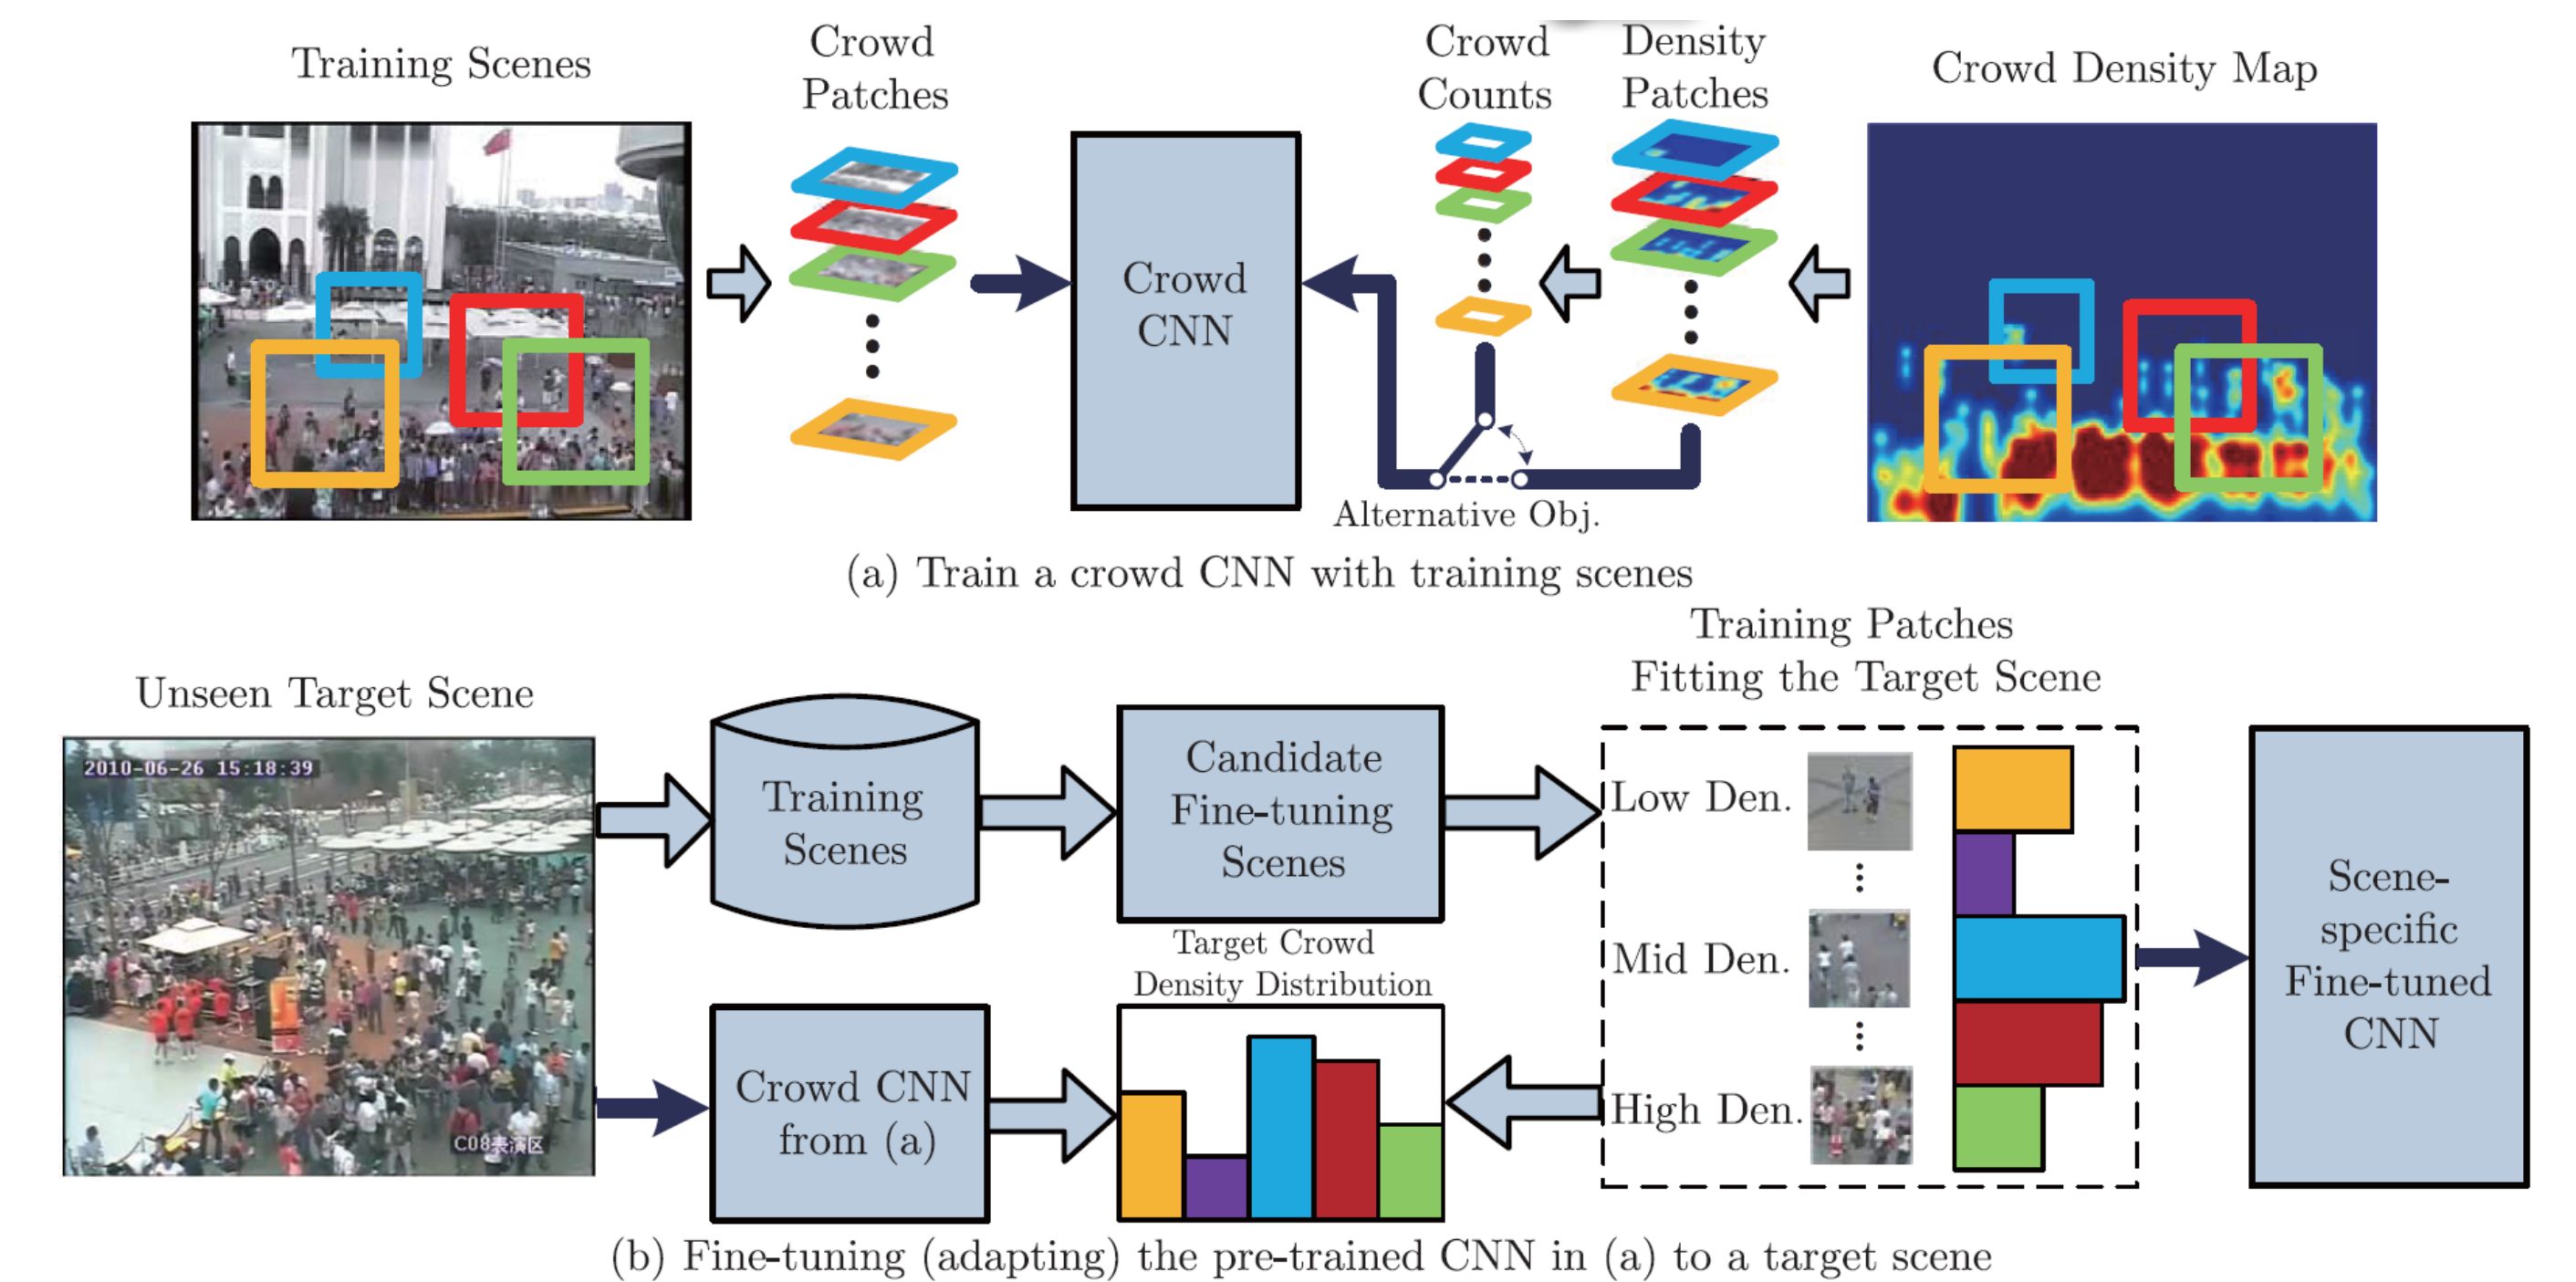 Training Scenes
Crowd
Patches
Crowd
Counts
Density
Patches
Crowd Density Map
Crowd
CNN
Alternative Obj.
(a) Train a crowd CNN with training scenes
Unseen Target Scene
2010-06-26 15:18:39
C08表演区
Training
Scenes
Candidate
Fine-tuning
Scenes
Training Patches
Fitting the Target Scene
Low Den.
Mid Den.
High Den.
Scene-
specific
Fine-tuned
CNN
Crowd CNN
from (a)
Target Crowd
Density Distribution
(b) Fine-tuning (adapting) the pre-trained CNN in (a) to a target scene